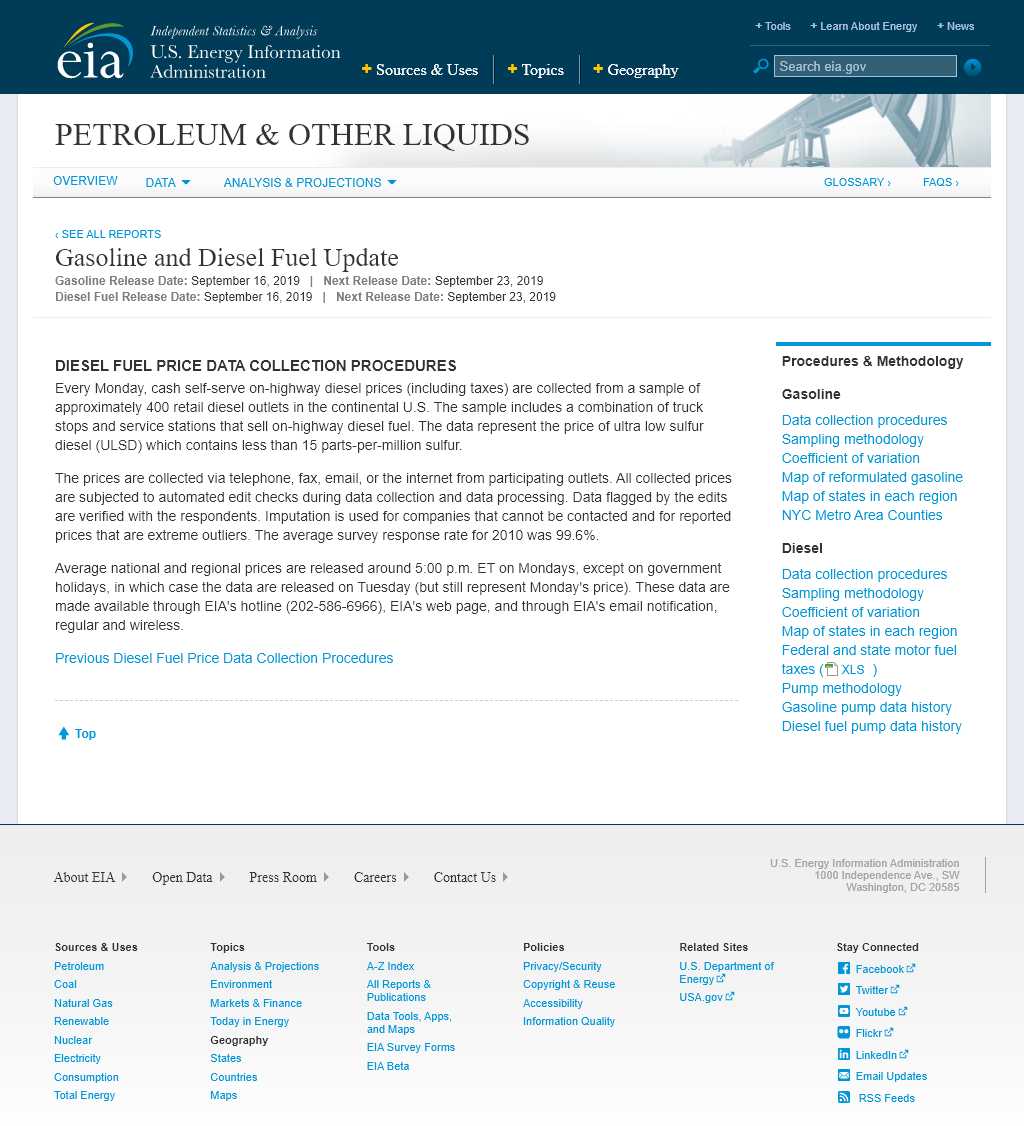 + Tools + Learn About Energy + News
eia
Independent Statistics & Analysis
U.S. Energy Information
Administration
+ Sources & Uses + Topics + Geography
Search eia.gov
PETROLEUM & OTHER LIQUIDS
OVERVIEW DATA ANALYSIS & PROJECTIONS GLOSSARY › FAQS ›
‹ SEE ALL REPORTS
Gasoline and Diesel Fuel Update
Gasoline Release Date: September 16, 2019 | Next Release Date: September 23, 2019
Diesel Fuel Release Date: September 16, 2019 | Next Release Date: September 23, 2019
DIESEL FUEL PRICE DATA COLLECTION PROCEDURES
Every Monday, cash self-serve on-highway diesel prices (including taxes) are collected from a sample of
approximately 400 retail diesel outlets in the continental U.S. The sample includes a combination of truck
stops and service stations that sell on-highway diesel fuel. The data represent the price of ultra low sulfur
diesel (ULSD) which contains less than 15 parts-per-million sulfur.
The prices are collected via telephone, fax, email, or the internet from participating outlets. All collected prices
are subjected to automated edit checks during data collection and data processing. Data flagged by the edits
are verified with the respondents. Imputation is used for companies that cannot be contacted and for reported
prices that are extreme outliers. The average survey response rate for 2010 was 99.6%.
Average national and regional prices are released around 5:00 p.m. ET on Mondays, except on government
holidays, in which case the data are released on Tuesday (but still represent Monday's price). These data are
made available through EIA's hotline (202-586-6966), EIA's web page, and through EIA's email notification,
regular and wireless.
Previous Diesel Fuel Price Data Collection Procedures
Top
Procedures & Methodology
Gasoline
Data collection procedures
Sampling methodology
Coefficient of variation
Map of reformulated gasoline
Map of states in each region
NYC Metro Area Counties
Diesel
Data collection procedures
Sampling methodology
Coefficient of variation
Map of states in each region
Federal and state motor fuel
taxes ( XLS )
Pump methodology
Gasoline pump data history
Diesel fuel pump data history
About EIA Open Data Press Room Careers Contact Us
U.S. Energy Information Administration
1000 Independence Ave., SW
Washington, DC 20585
Sources & Uses
Petroleum
Coal
Natural Gas
Renewable
Nuclear
Electricity
Consumption
Total Energy
Topics
Analysis & Projections
Environment
Markets & Finance
Today in Energy
Geography
States
Countries
Maps
Tools
A-Z Index
All Reports &
Publications
Data Tools, Apps,
and Maps
EIA Survey Forms
EIA Beta
Policies
Privacy/Security
Copyright & Reuse
Accessibility
Information Quality
Related Sites
U.S. Department of
Energy
USA.gov
Stay Connected
Facebook
Twitter
Youtube
Flickr
LinkedIn
Email Updates
RSS Feeds